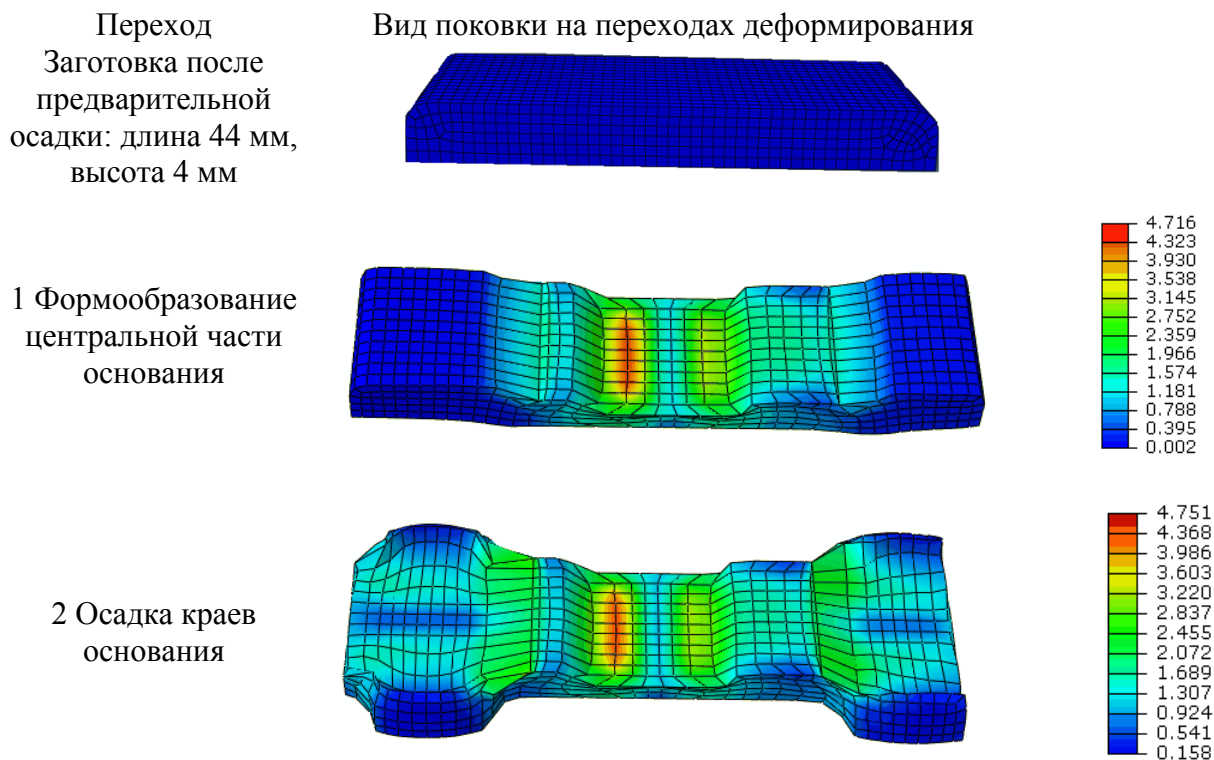 Переход
Вид поковки на переходах деформирования
Заготовка после
предварительной
осадки: длина 44 мм,
высота 4 мм
1 Формообразование
центральной части
основания
4.716
4.323
3.930
3.538
3.145
2.752
2.359
1.966
1.574
1.181
0.788
0.395
0.002
2 Осадка краев
основания
4.751
4.368
3.986
3.603
3.220
2.837
2.455
2.072
1.689
1.307
0.924
0.541
0.158